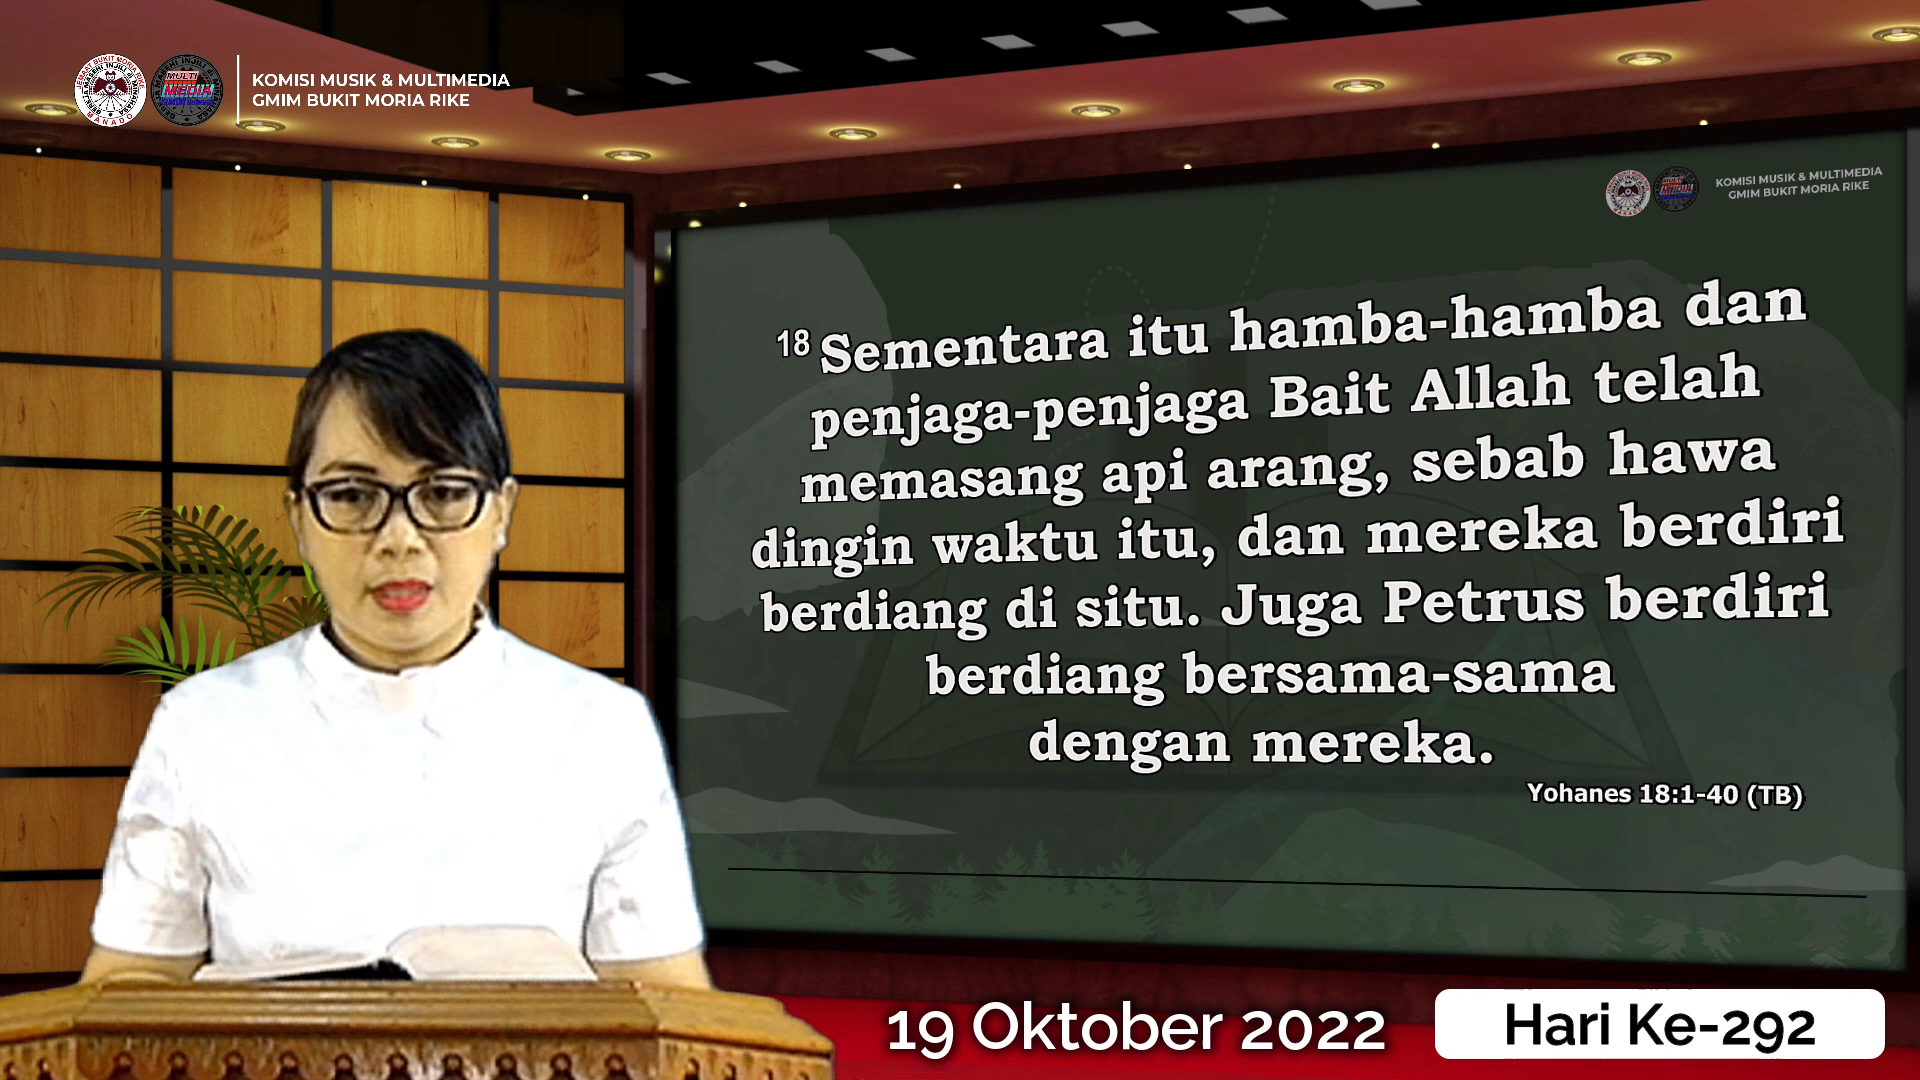 KOMISI MUSIK & MULTIMEDIA
GMIM BUKIT MORIA RIKE
MULTI
MEDIA
MANADO
KOMISI MUSIK & MULTIMEDIA
GMIM BUKIT MORIA RIKE
18 Sementara itu hamba-hamba dan
penjaga-penjaga Bait Allah telah
memasang api arang, sebab hawa
dingin waktu itu, dan mereka berdiri
berdiang di situ. Juga Petrus berdiri
berdiang bersama-sama
dengan mereka.
Yohanes 18:1-40 (TB)
19 Oktober 2022
Hari Ke-292